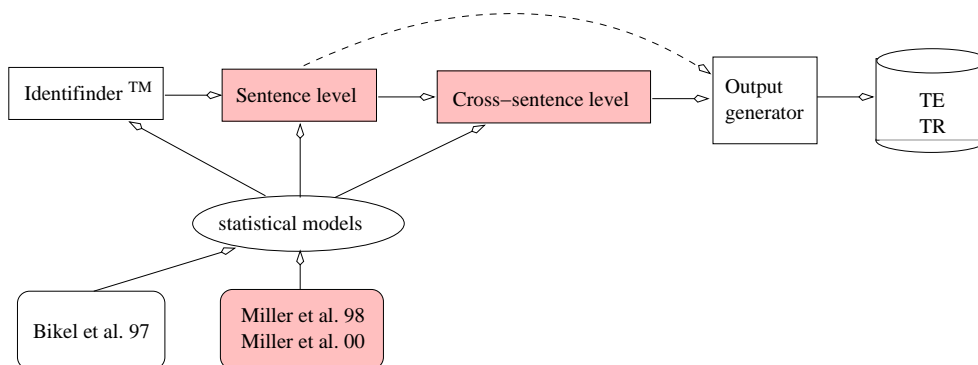 Identifinder TM
Sentence level
Cross−sentence level
Output
generator
TE
TR
statistical models
Bikel et al. 97
Miller et al. 98
Miller et al. 00